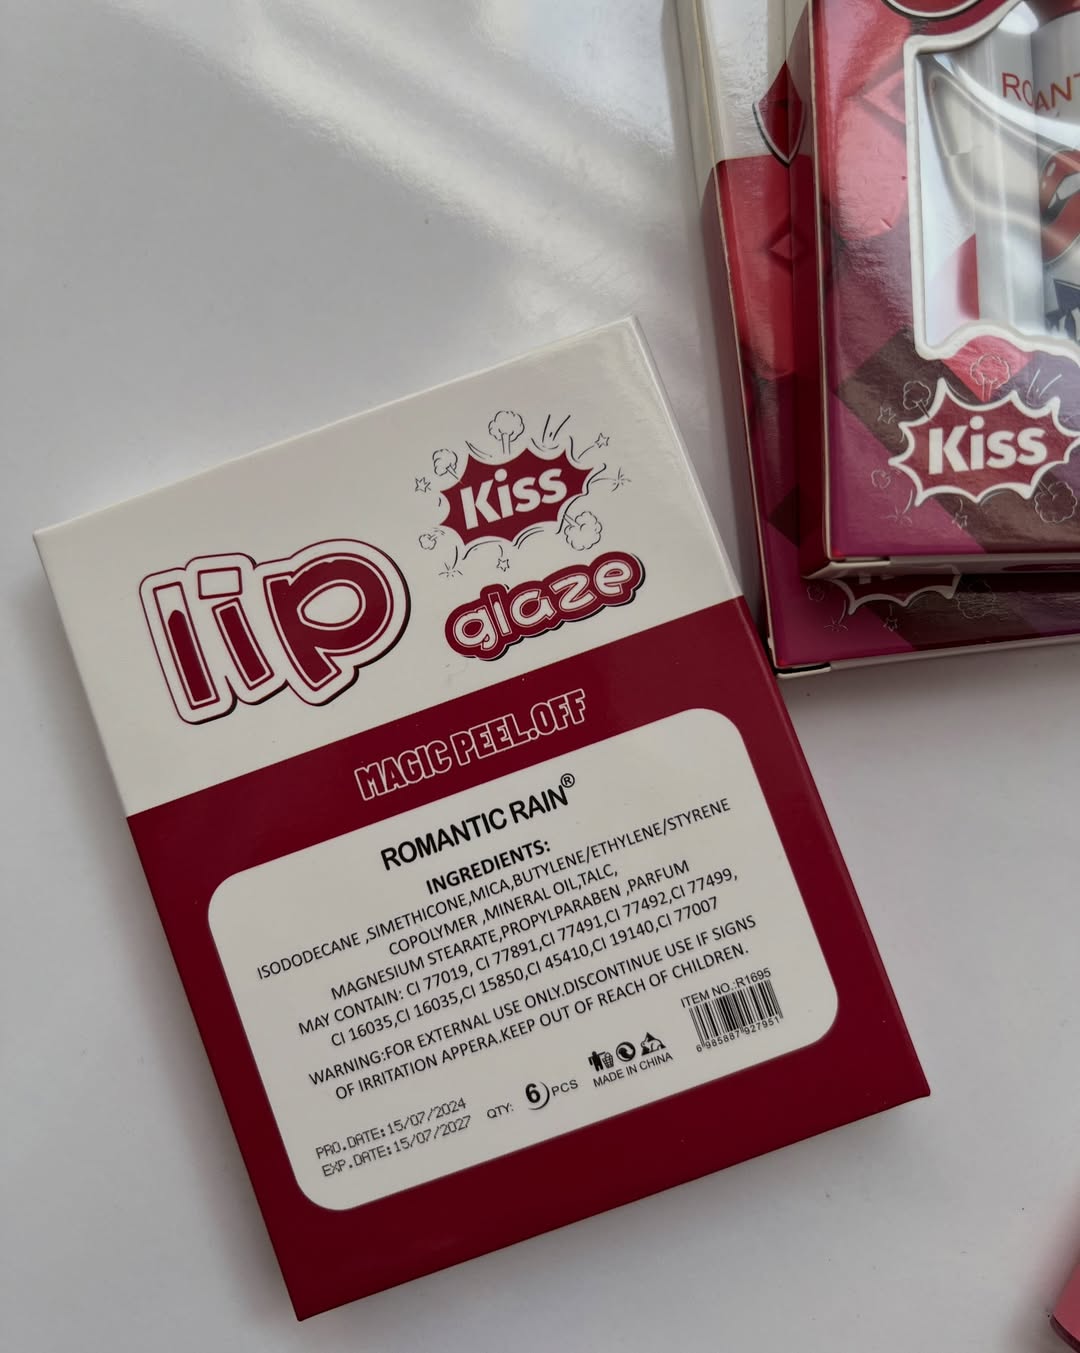 Kiss
lip
glaze
MAGIC PEEL.OFF
ROMANTIC RAIN®
INGREDIENTS:
ISODODECANE ,SIMETHICONE,MICA,BUTYLENE/ETHYLENE/STYRENE
COPOLYMER ,MINERAL OIL,TALC,
MAGNESIUM STEARATE,PROPYLPARABEN ,PARFUM
MAY CONTAIN: CI 77019, CI 77891,CI 77491,CI 77492,CI 77499,
CI 16035,CI 16035,CI 15850,CI 45410,CI 19140,CI 77007
WARNING:FOR EXTERNAL USE ONLY.DISCONTINUE USE IF SIGNS
OF IRRITATION APPERA.KEEP OUT OF REACH OF CHILDREN.
ITEM NO.:R1695
6 985887 927951
MADE IN CHINA
QTY: 6 PCS
PRO.DATE:15/07/2024
EXP.DATE:15/07/2027
Kiss